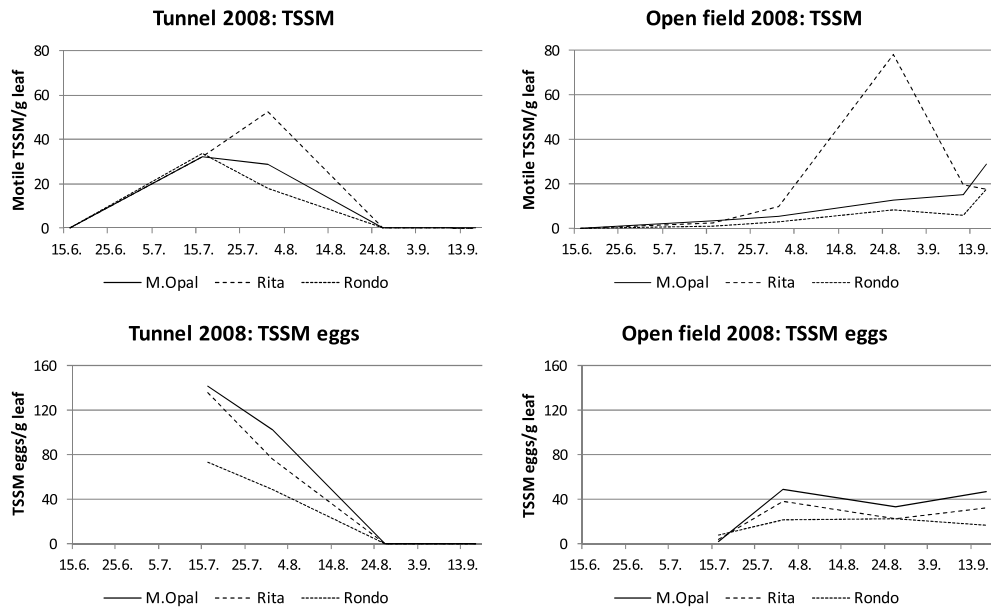 Tunnel 2008: TSSM
Motile TSSM/g leaf
80
60
40
20
0
15.6. 25.6. 5.7. 15.7. 25.7. 4.8. 14.8. 24.8. 3.9. 13.9.
M.Opal Rita Rondo
Open field 2008: TSSM
Motile TSSM/g leaf
80
60
40
20
0
15.6. 25.6. 5.7. 15.7. 25.7. 4.8. 14.8. 24.8. 3.9. 13.9.
M.Opal Rita Rondo
Tunnel 2008: TSSM eggs
TSSM eggs/g leaf
160
120
80
40
0
15.6. 25.6. 5.7. 15.7. 25.7. 4.8. 14.8. 24.8. 3.9. 13.9.
M.Opal Rita Rondo
Open field 2008: TSSM eggs
TSSM eggs/g leaf
160
120
80
40
0
15.6. 25.6. 5.7. 15.7. 25.7. 4.8. 14.8. 24.8. 3.9. 13.9.
M.Opal Rita Rondo